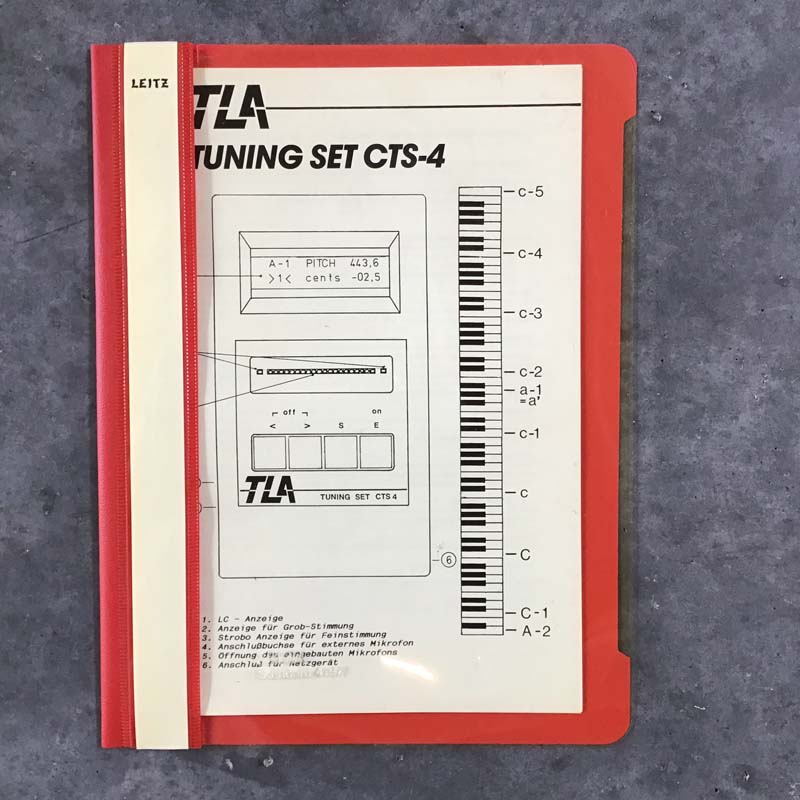 LEITZ
TLA
TUNING SET CTS-4
A-1 PITCH 443,6
>1< cents -02,5
off on
< > S E
TLA TUNING SET CTS 4
6
c-5
c-4
c-3
c-2
a-1
=a'
c-1
c
C
C-1
A-2
1. LC - Anzeige
2. Anzeige für Grob-Stimmung
3. Strobo Anzeige für Feinstimmung
4. Anschlußbuchse für externes Mikrofon
5. Öffnung des eingebauten Mikrofons
6. Anschluß für Netzgerät